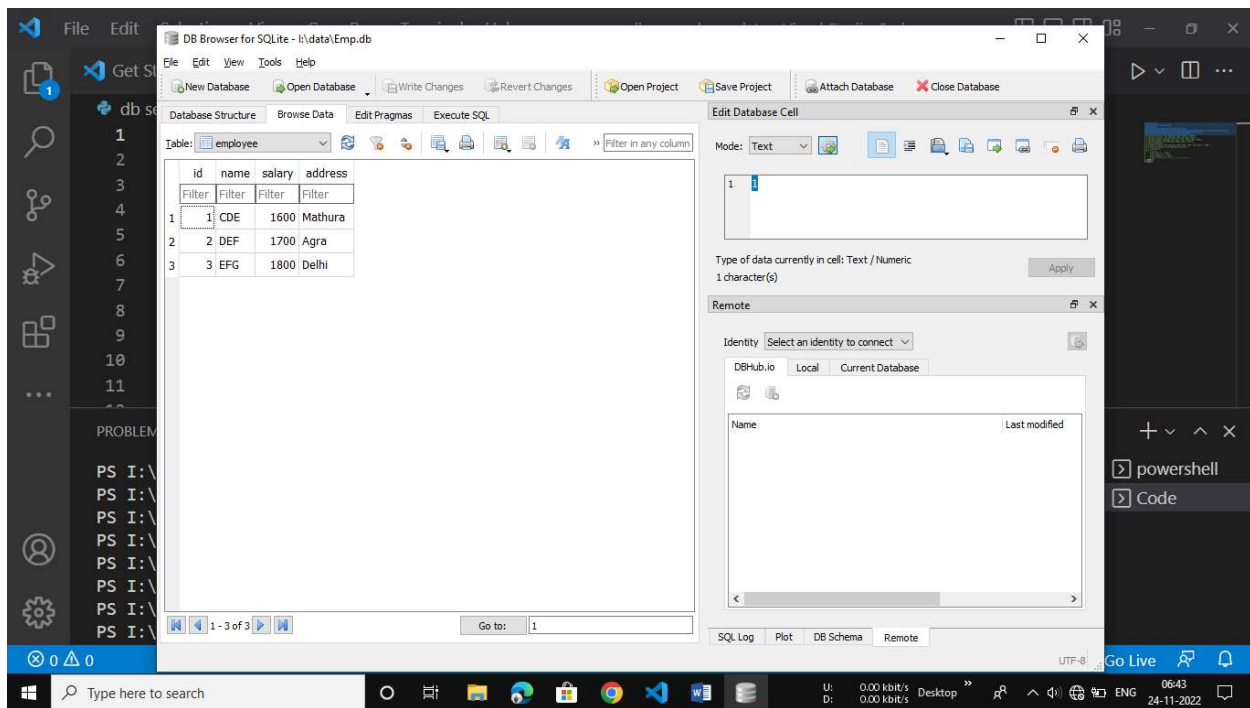 File Edit
DB Browser for SQLite - I:\data\Emp.db
File Edit View Tools Help
New Database Open Database Write Changes Revert Changes Open Project Save Project Attach Database Close Database
Get St
db se
1
2
3
4
5
6
7
8
9
10
11
Database Structure Browse Data Edit Pragmas Execute SQL
Table: employee » Filter in any column
id name salary address
Filter Filter Filter Filter
1 1 CDE 1600 Mathura
2 2 DEF 1700 Agra
3 3 EFG 1800 Delhi
1 - 3 of 3 Go to: 1
Edit Database Cell
Mode: Text
1 1
Type of data currently in cell: Text / Numeric
1 character(s)
Apply
Remote
Identity Select an identity to connect
DBHub.io Local Current Database
Name Last modified
SQL Log Plot DB Schema Remote
UTF-8
PROBLEM
PS I:\
PS I:\
PS I:\
PS I:\
PS I:\
PS I:\
PS I:\
PS I:\
powershell
Code
0 0
Go Live
Type here to search
U: 0.00 kbit/s
D: 0.00 kbit/s
Desktop »
ENG
06:43
24-11-2022